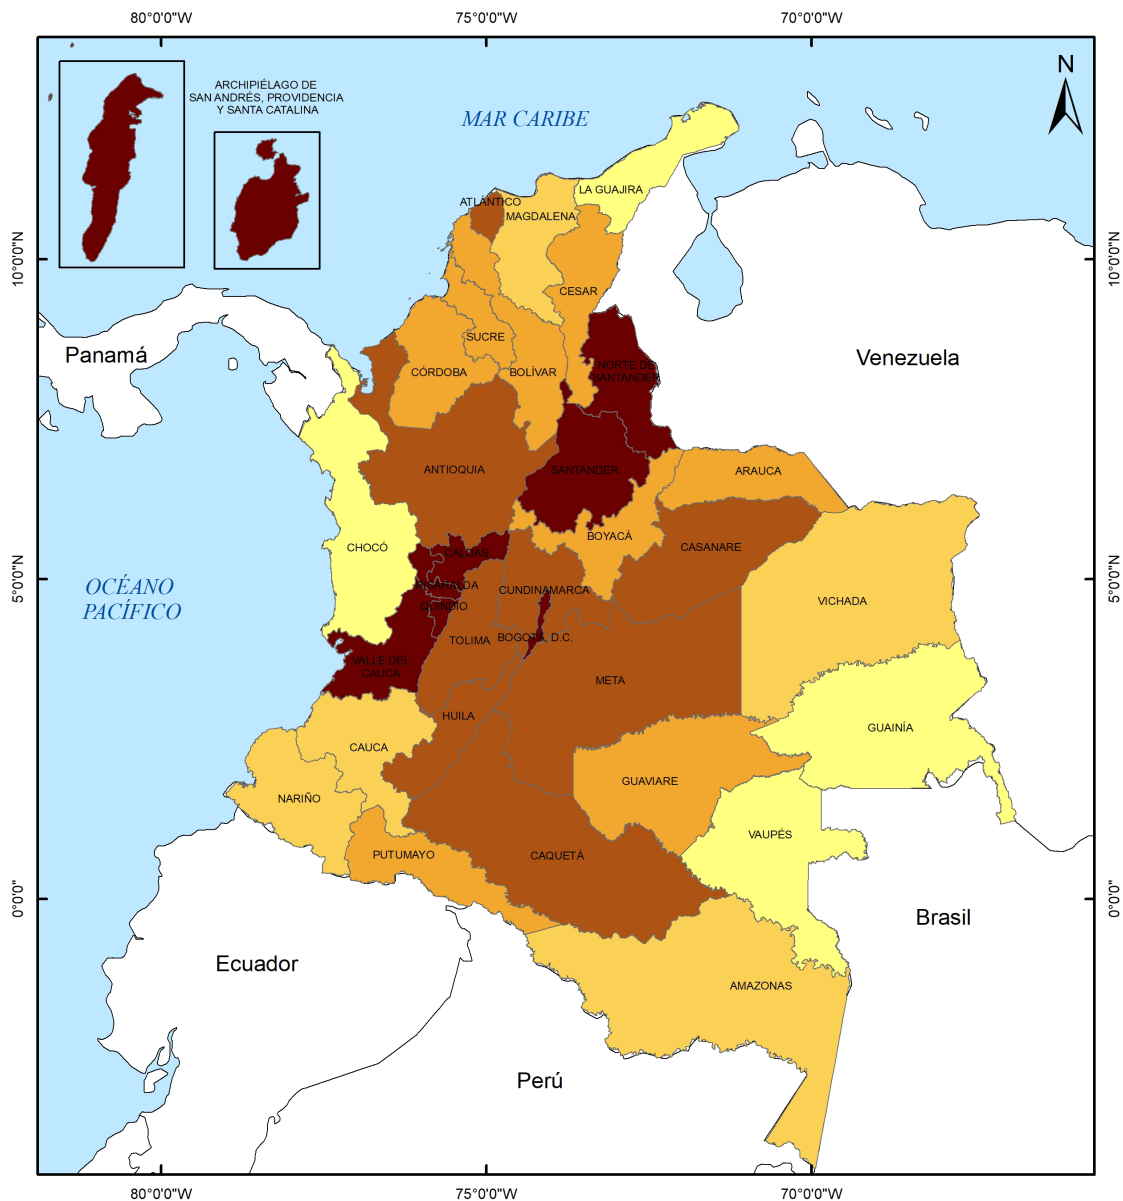 80°0'0"W
75°0'0"W
70°0'0"W
N
ARCHIPIÉLAGO DE
SAN ANDRÉS, PROVIDENCIA
Y SANTA CATALINA
MAR CARIBE
LA GUAJIRA
ATLÁNTICO
MAGDALENA
10°0'0"N
10°0'0"N
CESAR
SUCRE
Panamá
Venezuela
NORTE DE
SANTANDER
CÓRDOBA
BOLÍVAR
ANTIOQUIA
SANTANDER
ARAUCA
BOYACÁ
CHOCÓ
CASANARE
CALDAS
5°0'0"N
5°0'0"N
OCÉANO
PACÍFICO
RISARALDA
CUNDINAMARCA
VICHADA
QUINDÍO
TOLIMA
BOGOTÁ, D.C.
VALLE DEL
CAUCA
META
HUILA
GUAINÍA
CAUCA
GUAVIARE
NARIÑO
VAUPÉS
PUTUMAYO
CAQUETÁ
0°0'0"
0°0'0"
Brasil
Ecuador
AMAZONAS
Perú
80°0'0"W
75°0'0"W
70°0'0"W